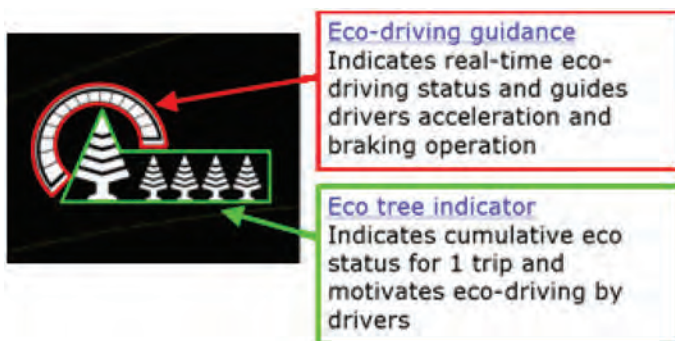 Eco-driving guidance
Indicates real-time eco-
driving status and guides
drivers acceleration and
braking operation
Eco tree indicator
Indicates cumulative eco
status for 1 trip and
motivates eco-driving by
drivers